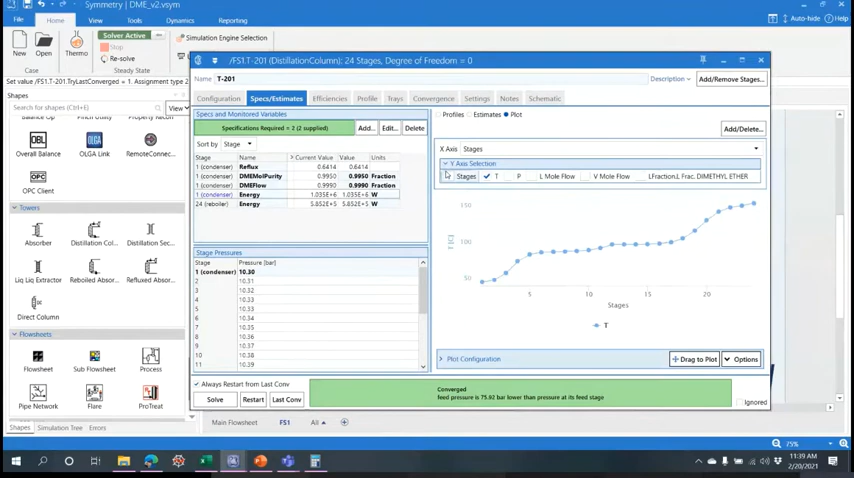 Symmetry | DME_v2.vsym
File Home View Tools Dynamics Reporting
Auto-hide Help
New Open Thermo
Solver Active
Stop
Re-solve
Simulation Engine Selection
Case Steady State
Set value /FS1.T-201.TryLastConverged = 1. Assignment type 2
Shapes
Search for shapes (Ctrl+E) View
Overall Balance OLGA Link RemoteConnec...
OPC Client
Towers
Absorber Distillation Col... Distillation Sec...
Liq Liq Extractor Reboiled Absor... Refluxed Absor...
Direct Column
Flowsheets
Flowsheet Sub Flowsheet Process
Pipe Network Flare ProTreat
Shapes Simulation Tree Errors
/FS1.T-201 (DistillationColumn): 24 Stages, Degree of Freedom = 0
Name T-201 Description Add/Remove Stages...
Configuration Specs/Estimates Efficiencies Profile Trays Convergence Settings Notes Schematic
Specs and Monitored Variables
Specifications Required = 2 (2 supplied) Add... Edit... Delete
Sort by Stage
Stage Name > Current Value Value Units
1 (condenser) Reflux 0.6414 0.6414
1 (condenser) DMEMolPurity 0.9950 0.9950 Fraction
1 (condenser) DMEFlow 0.9990 0.9990 Fraction
1 (condenser) Energy 1.035E+6 1.035E+6 W
24 (reboiler) Energy 5.852E+5 5.852E+5 W
Stage Pressures
Stage Pressure [bar]
1 (condenser) 10.30
2 10.31
3 10.32
4 10.33
5 10.33
6 10.34
7 10.35
8 10.36
9 10.37
10 10.38
11 10.39
Profiles Estimates Plot
Add/Delete...
X Axis Stages
Y Axis Selection
Stages T P L Mole Flow V Mole Flow LFraction.L Frac. DIMETHYL ETHER
150
100
50
T [C]
5 10 15 20
Stages
T
Plot Configuration Drag to Plot Options
Always Restart from Last Conv
Solve Restart Last Conv
Converged
feed pressure is 75.92 bar lower than pressure at its feed stage
Ignored
Main Flowsheet FS1 All
75%
11:39 AM
2/20/2021